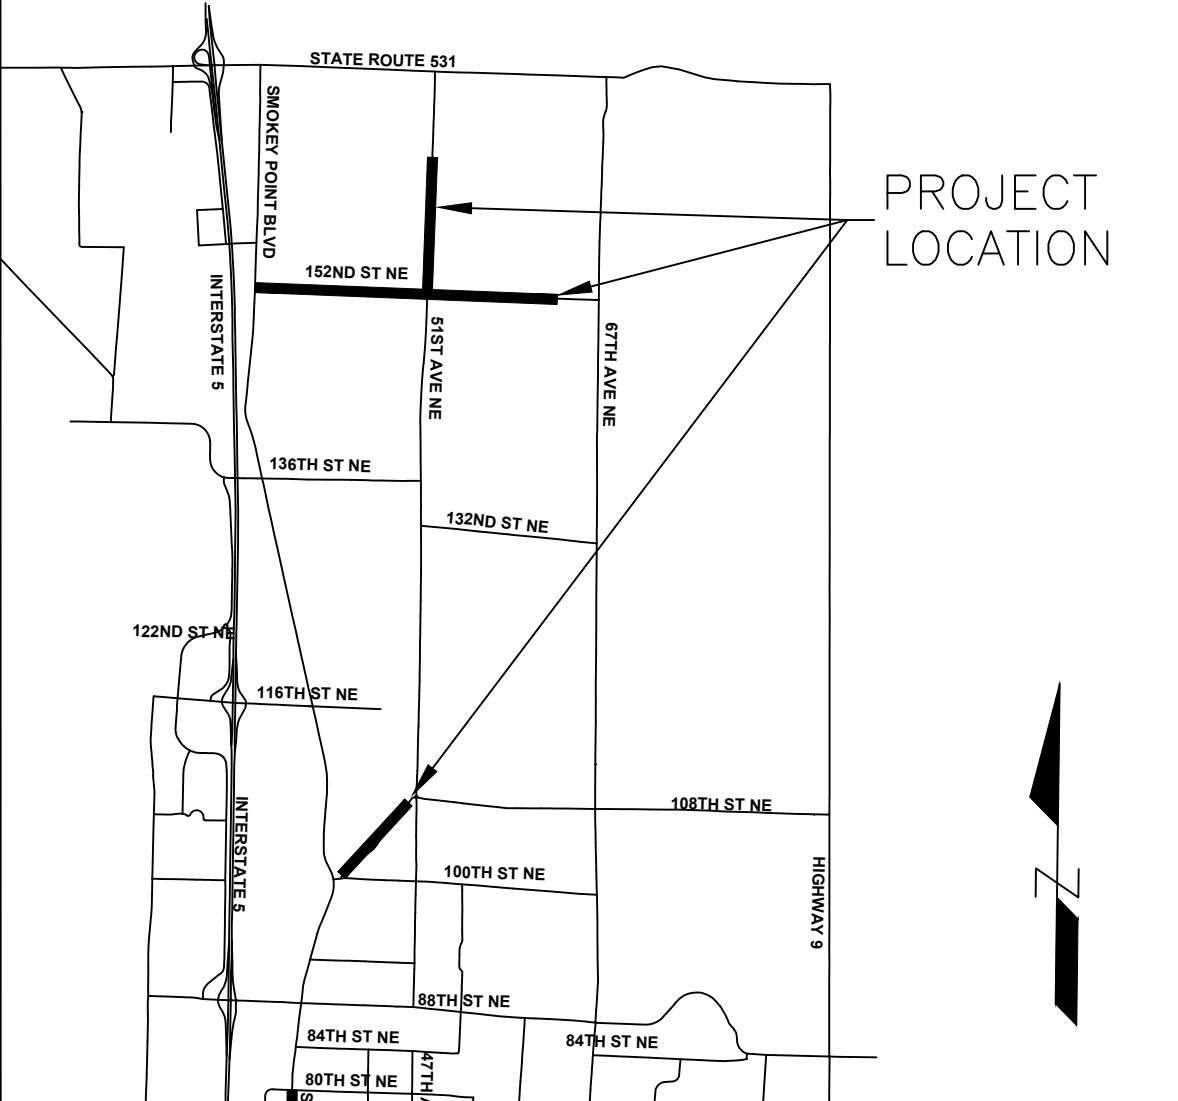 STATE ROUTE 531
SMOKEY POINT BLVD
PROJECT
LOCATION
152ND ST NE
INTERSTATE 5
51ST AVE NE
67TH AVE NE
136TH ST NE
132ND ST NE
122ND ST NE
116TH ST NE
INTERSTATE 5
108TH ST NE
100TH ST NE
HIGHWAY 9
N
88TH ST NE
84TH ST NE
84TH ST NE
47TH
80TH ST NE
S